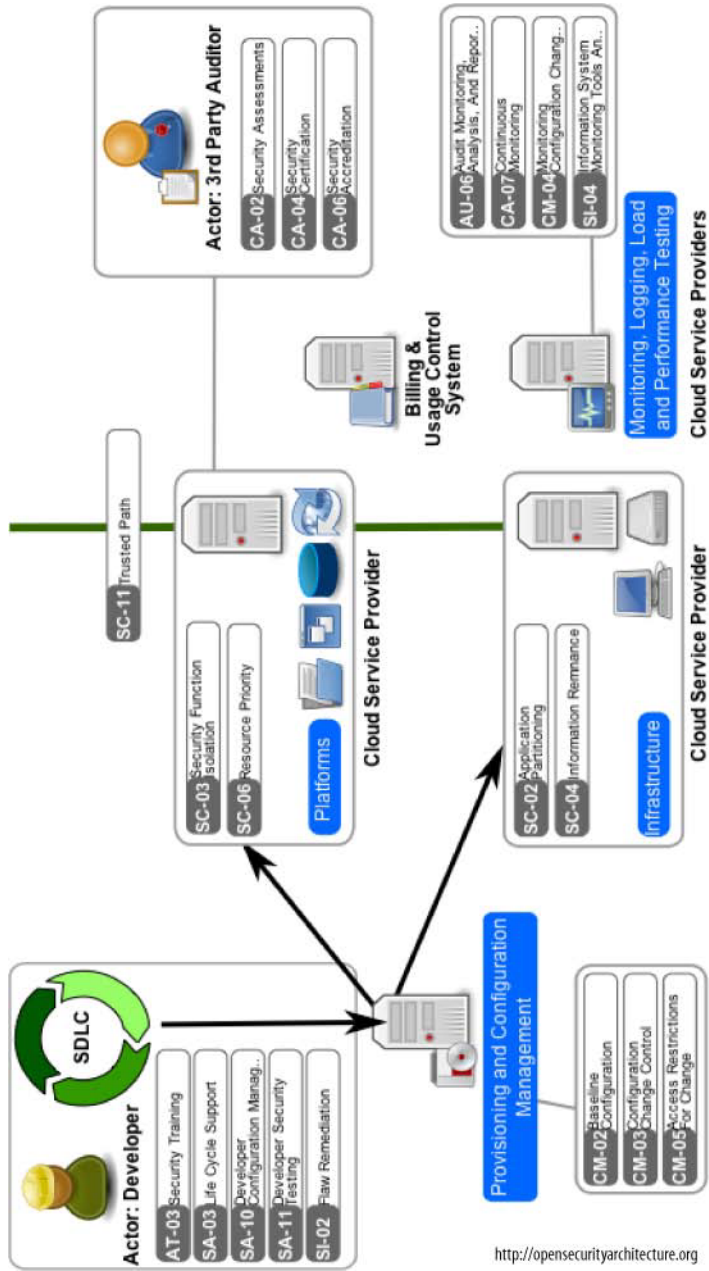 SDLC
Actor: Developer
AT-03 Security Training
SA-03 Life Cycle Support
SA-10 Developer
Configuration Manag..
SA-11 Developer Security
Testing
SI-02 Flaw Remediation
SC-11 Trusted Path
SC-03 Security Function
Isolation
SC-06 Resource Priority
Platforms
Cloud Service Provider
Actor: 3rd Party Auditor
CA-02 Security Assessments
CA-04 Security
Certification
CA-06 Security
Accreditation
Billing &
Usage Control
System
Provisioning and Configuration
Management
CM-02 Baseline
Configuration
CM-03 Configuration
Change Control
CM-05 Access Restrictions
For Change
SC-02 Application
Partitioning
SC-04 Information Remnance
Infrastructure
Cloud Service Provider
AU-06 Audit Monitoring,
Analysis, And Repor..
CA-07 Continuous
Monitoring
CM-04 Monitoring
Configuration Chang..
SI-04 Information System
Monitoring Tools An..
Monitoring, Logging, Load
and Performance Testing
Cloud Service Providers
http://opensecurityarchitecture.org